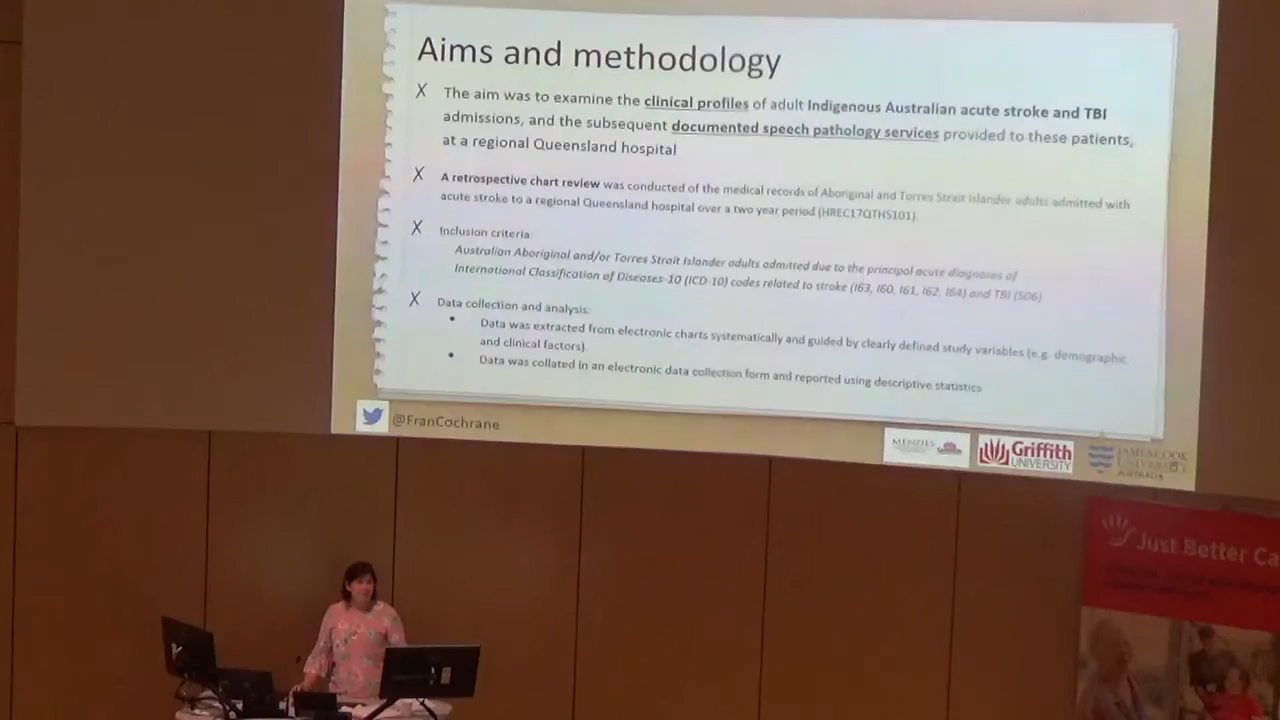 Aims and methodology
X The aim was to examine the clinical profiles of adult Indigenous Australian acute stroke and TBI
admissions, and the subsequent documented speech pathology services provided to these patients,
at a regional Queensland hospital
X A retrospective chart review was conducted of the medical records of Aboriginal and Torres Strait Islander adults admitted with
acute stroke to a regional Queensland hospital over a two year period (HREC17QTHS101)
X Inclusion criteria:
Australian Aboriginal and/or Torres Strait Islander adults admitted due to the principal acute diagnoses of
International Classification of Diseases-10 (ICD-10) codes related to stroke (I63, I60, I61, I62, I64) and TBI (S06)
X Data collection and analysis:
• Data was extracted from electronic charts systematically and guided by clearly defined study variables (e.g. demographic
and clinical factors)
• Data was collated in an electronic data collection form and reported using descriptive statistics
@FranCochrane
MENZIES
Griffith
UNIVERSITY
JAMES COOK
UNIVERSITY
AUSTRALIA
Just Better Ca